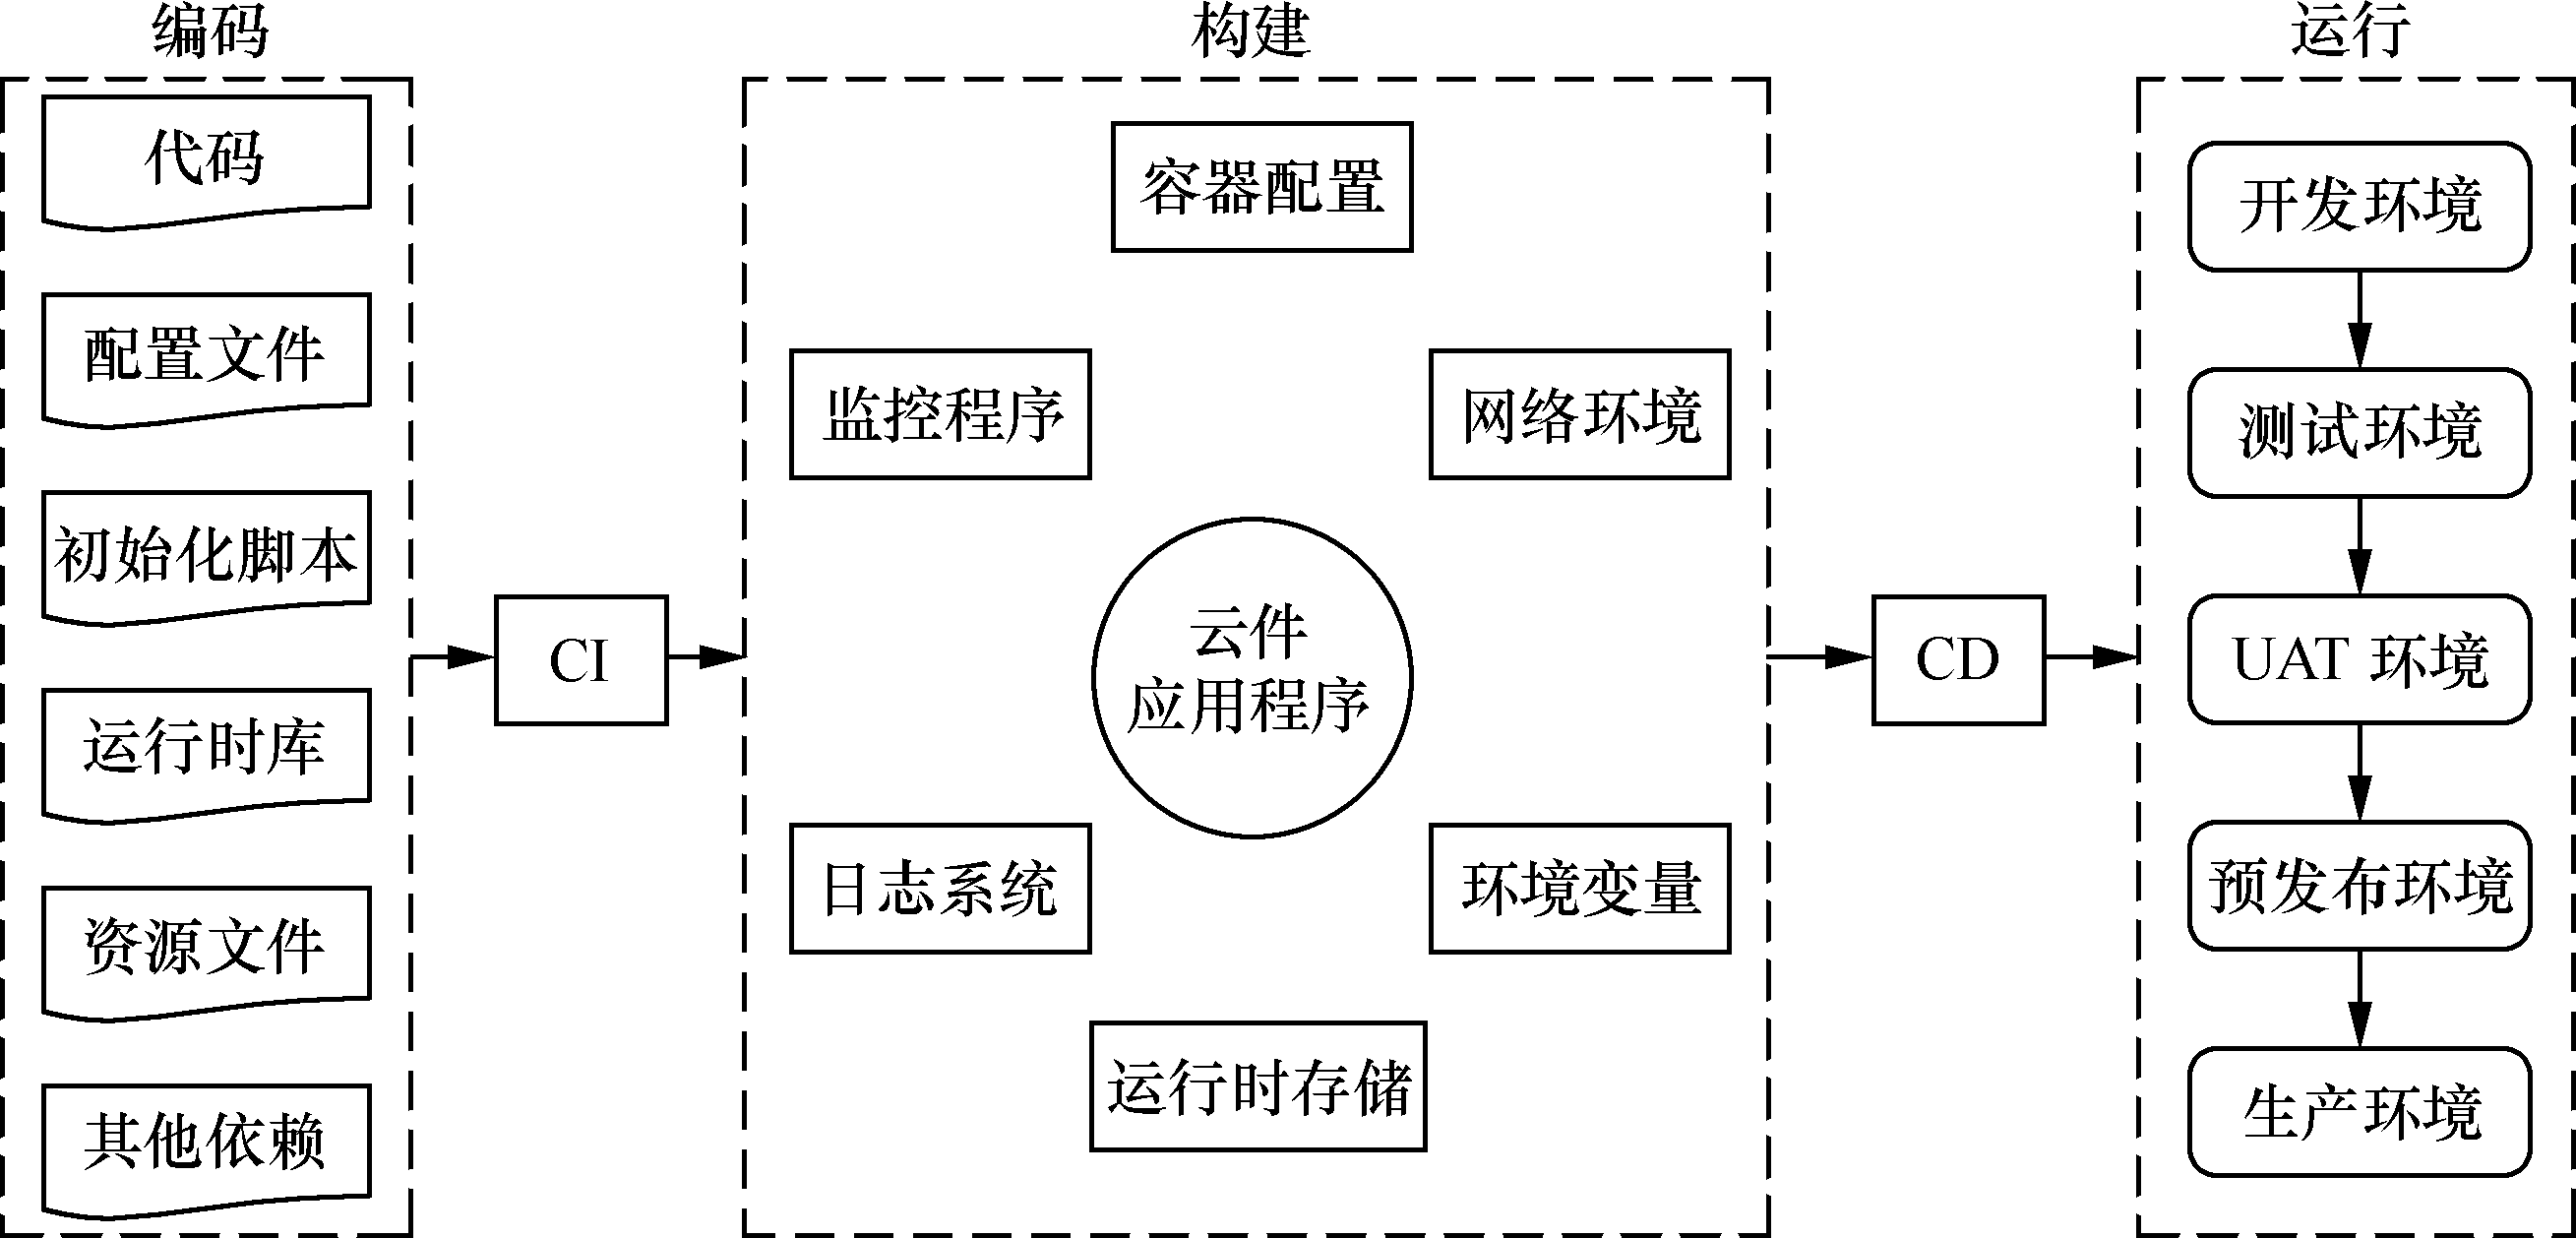 编码
代码
配置文件
初始化脚本
运行时库
资源文件
其他依赖
CI
构建
容器配置
监控程序
网络环境
云件
应用程序
日志系统
环境变量
运行时存储
CD
运行
开发环境
测试环境
UAT 环境
预发布环境
生产环境